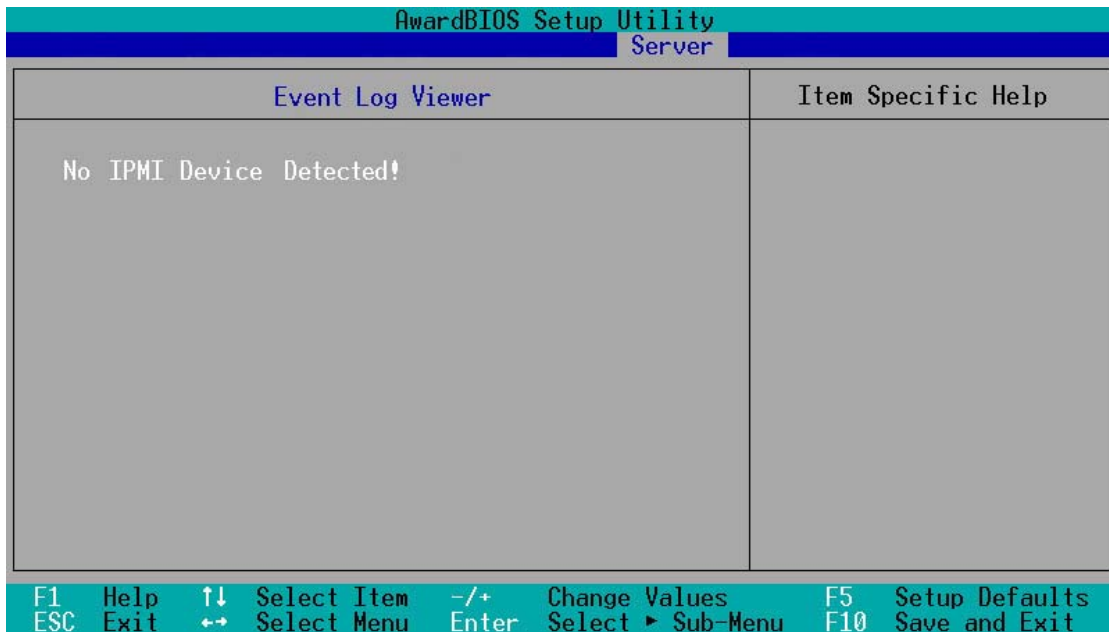 AwardBIOS Setup Utility
Server
Event Log Viewer
Item Specific Help
No IPMI Device Detected!
F1 Help ↑↓ Select Item -/+ Change Values F5 Setup Defaults
ESC Exit ←→ Select Menu Enter Select ► Sub-Menu F10 Save and Exit